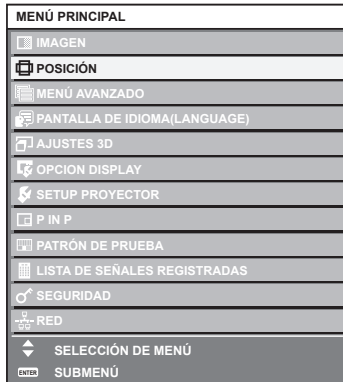 MENÚ PRINCIPAL
IMAGEN
POSICIÓN
MENÚ AVANZADO
PANTALLA DE IDIOMA(LANGUAGE)
AJUSTES 3D
OPCION DISPLAY
SETUP PROYECTOR
P IN P
PATRÓN DE PRUEBA
LISTA DE SEÑALES REGISTRADAS
SEGURIDAD
RED
SELECCIÓN DE MENÚ
ENTER SUBMENÚ